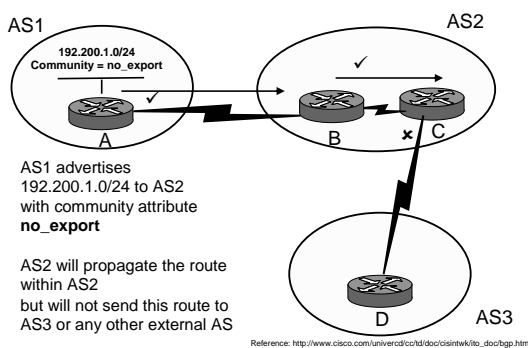 AS1
AS2
192.200.1.0/24
Community = no_export
A
B
C
AS1 advertises
192.200.1.0/24 to AS2
with community attribute
no_export
AS2 will propagate the route
within AS2
but will not send this route to
AS3 or any other external AS
D
AS3
Reference: http://www.cisco.com/univercd/cc/td/doc/cisintwk/ito_doc/bgp.htm